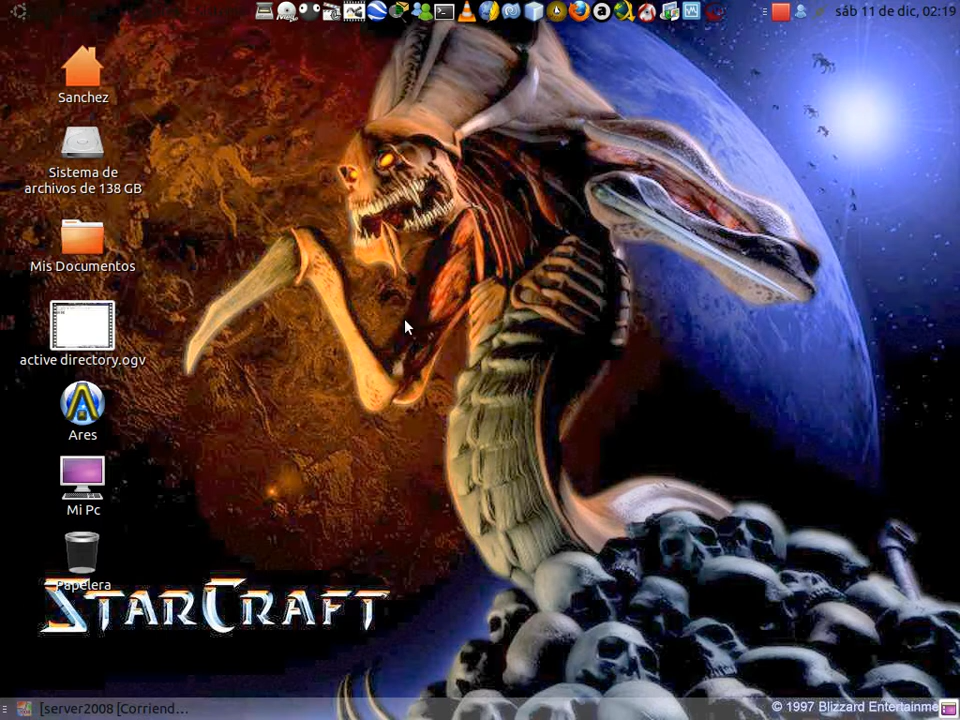 sáb 11 de dic, 02:19
Sanchez
Sistema de
archivos de 138 GB
Mis Documentos
active directory.ogv
Ares
Mi Pc
Papelera
STARCRAFT
[server2008 [Corriend...
© 1997 Blizzard Entertainme